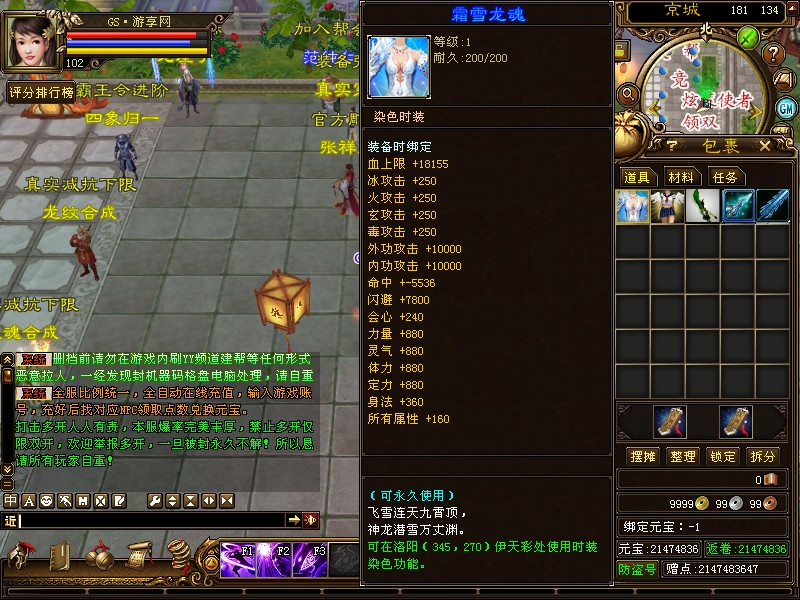 GS·游享网
102
评分排行榜
霸王令进阶
四象归一
真实减抗下限
龙纹合成
减抗下限
魂合成
加入帮会
官方
张祥
系统 删档前请勿在游戏内刷YY频道建帮等任何形式
恶意拉人，一经发现封机器码格盘电脑处理，请自重
系统 全服比例统一，全自动在线充值，输入游戏账
号，充好后找对应NPC领取点数兑换元宝。
打击多开人人有责，本服爆率完美丰厚，禁止多开仅
限双开，欢迎举报多开，一旦被封永久不解！所以恳
请所有玩家自重！
中 A
近
F1 F2 F3
霜雪龙魂
等级:1
耐久:200/200
染色时装
装备时绑定
血上限 +18155
冰攻击 +250
火攻击 +250
玄攻击 +250
毒攻击 +250
外功攻击 +10000
内功攻击 +10000
命中 +-5536
闪避 +7800
会心 +240
力量 +880
灵气 +880
体力 +880
定力 +880
身法 +360
所有属性 +160
（可永久使用）
飞雪连天九霄顶，
神龙潜雪万丈渊。
可在洛阳（345，270）伊天彩处使用时装
染色功能。
京城 181 134
北
竞
使者
领双
GM
? 包裹 X
道具 材料 任务
摆摊 整理 锁定 拆分
0
9999 99 99
绑定元宝：-1
元宝:21474836 返卷:21474836
防盗号 赠点:2147483647